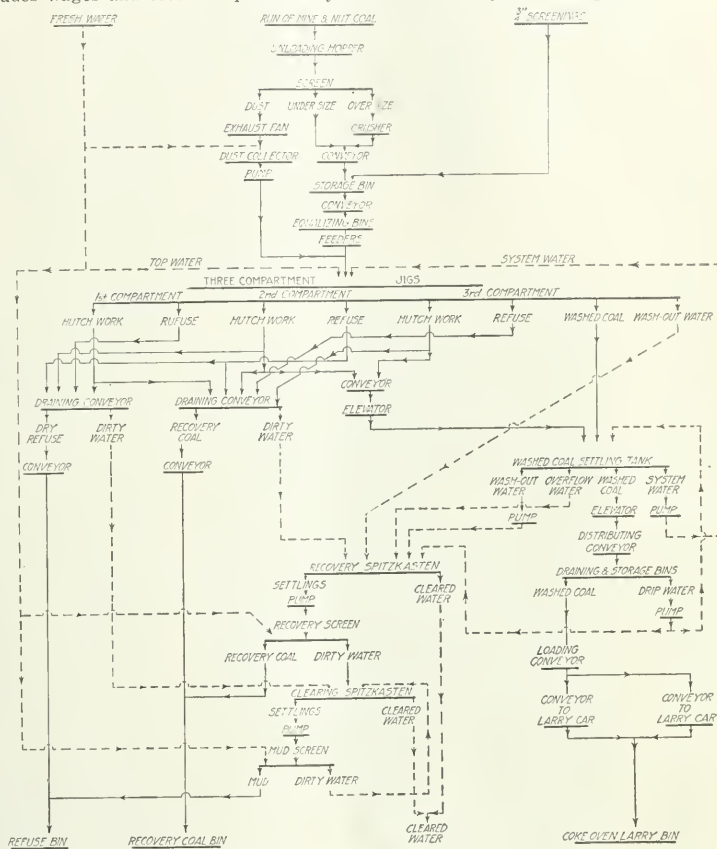 FRESH WATER
RUN OF MINE & NUT COAL
3/4" SCREENINGS
UNLOADING HOPPER
SCREEN
DUST UNDER SIZE OVER SIZE
EXHAUST FAN CRUSHER
DUST COLLECTOR CONVEYOR
PUMP
STORAGE BIN
CONVEYOR
EQUALIZING BINS
FEEDERS
TOP WATER SYSTEM WATER
THREE COMPARTMENT JIGS
1st COMPARTMENT 2nd COMPARTMENT 3rd COMPARTMENT
HUTCH WORK RUFUSE HUTCH WORK REFUSE HUTCH WORK REFUSE WASHED COAL WASH-OUT WATER
CONVEYOR
DRAINING CONVEYOR DRAINING CONVEYOR
ELEVATOR
DRY REFUSE
DIRTY WATER
RECOVERY COAL
DIRTY WATER
CONVEYOR CONVEYOR
WASHED COAL SETTLING TANK
WASH-OUT WATER
OVERFLOW WATER
WASHED COAL
SYSTEM WATER
PUMP
ELEVATOR
PUMP
DISTRIBUTING CONVEYOR
RECOVERY SPITZKASTEN
DRAINING & STORAGE BINS
SETTLINGS
CLEARED WATER
WASHED COAL DRIP WATER
PUMP
PUMP
RECOVERY SCREEN
RECOVERY COAL DIRTY WATER
LOADING CONVEYOR
CLEARING SPITZKASTEN
SETTLINGS
CLEARED WATER
CONVEYOR TO LARRY CAR
CONVEYOR TO LARRY CAR
PUMP
MUD SCREEN
MUD DIRTY WATER
REFUSE BIN RECOVERY COAL BIN
CLEARED WATER
COKE OVEN LARRY BIN